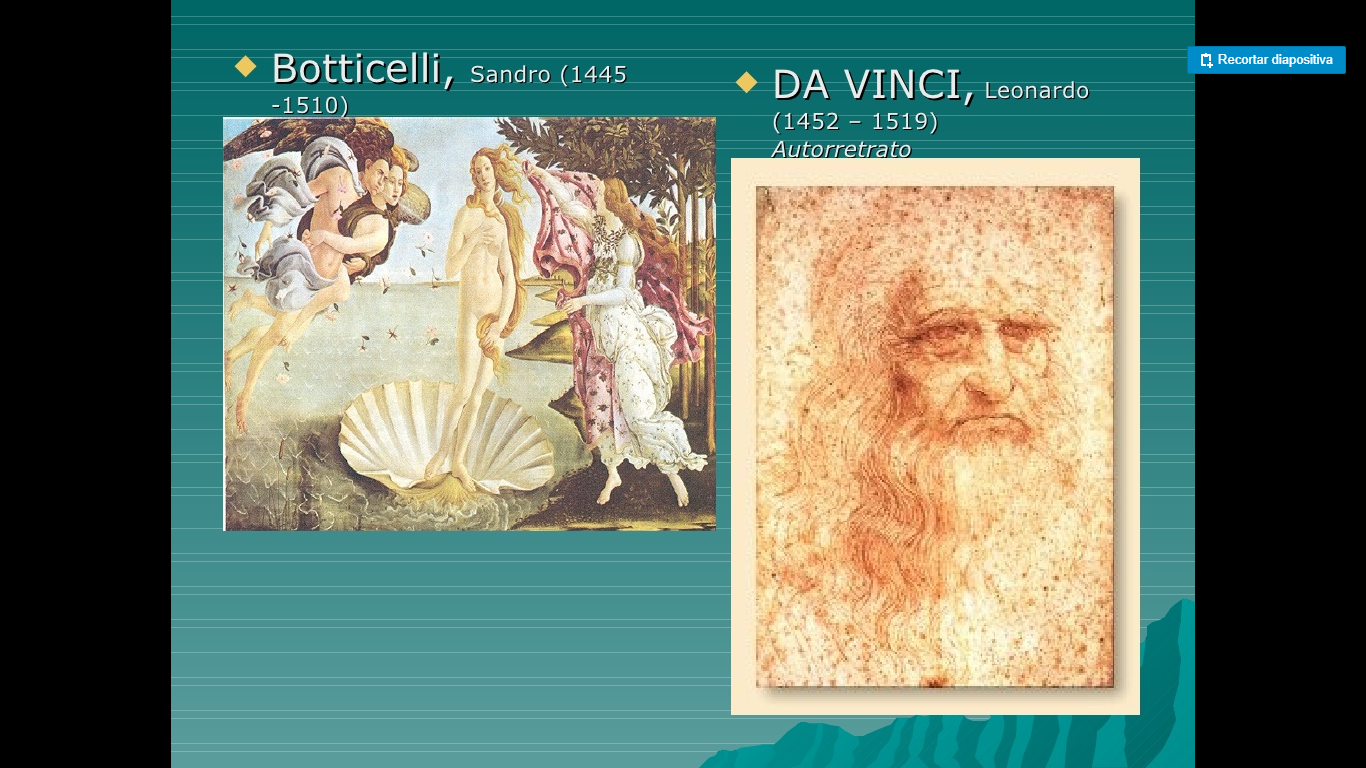 Botticelli, Sandro (1445
-1510)
DA VINCI, Leonardo
(1452 – 1519)
Autorretrato
Recortar diapositiva